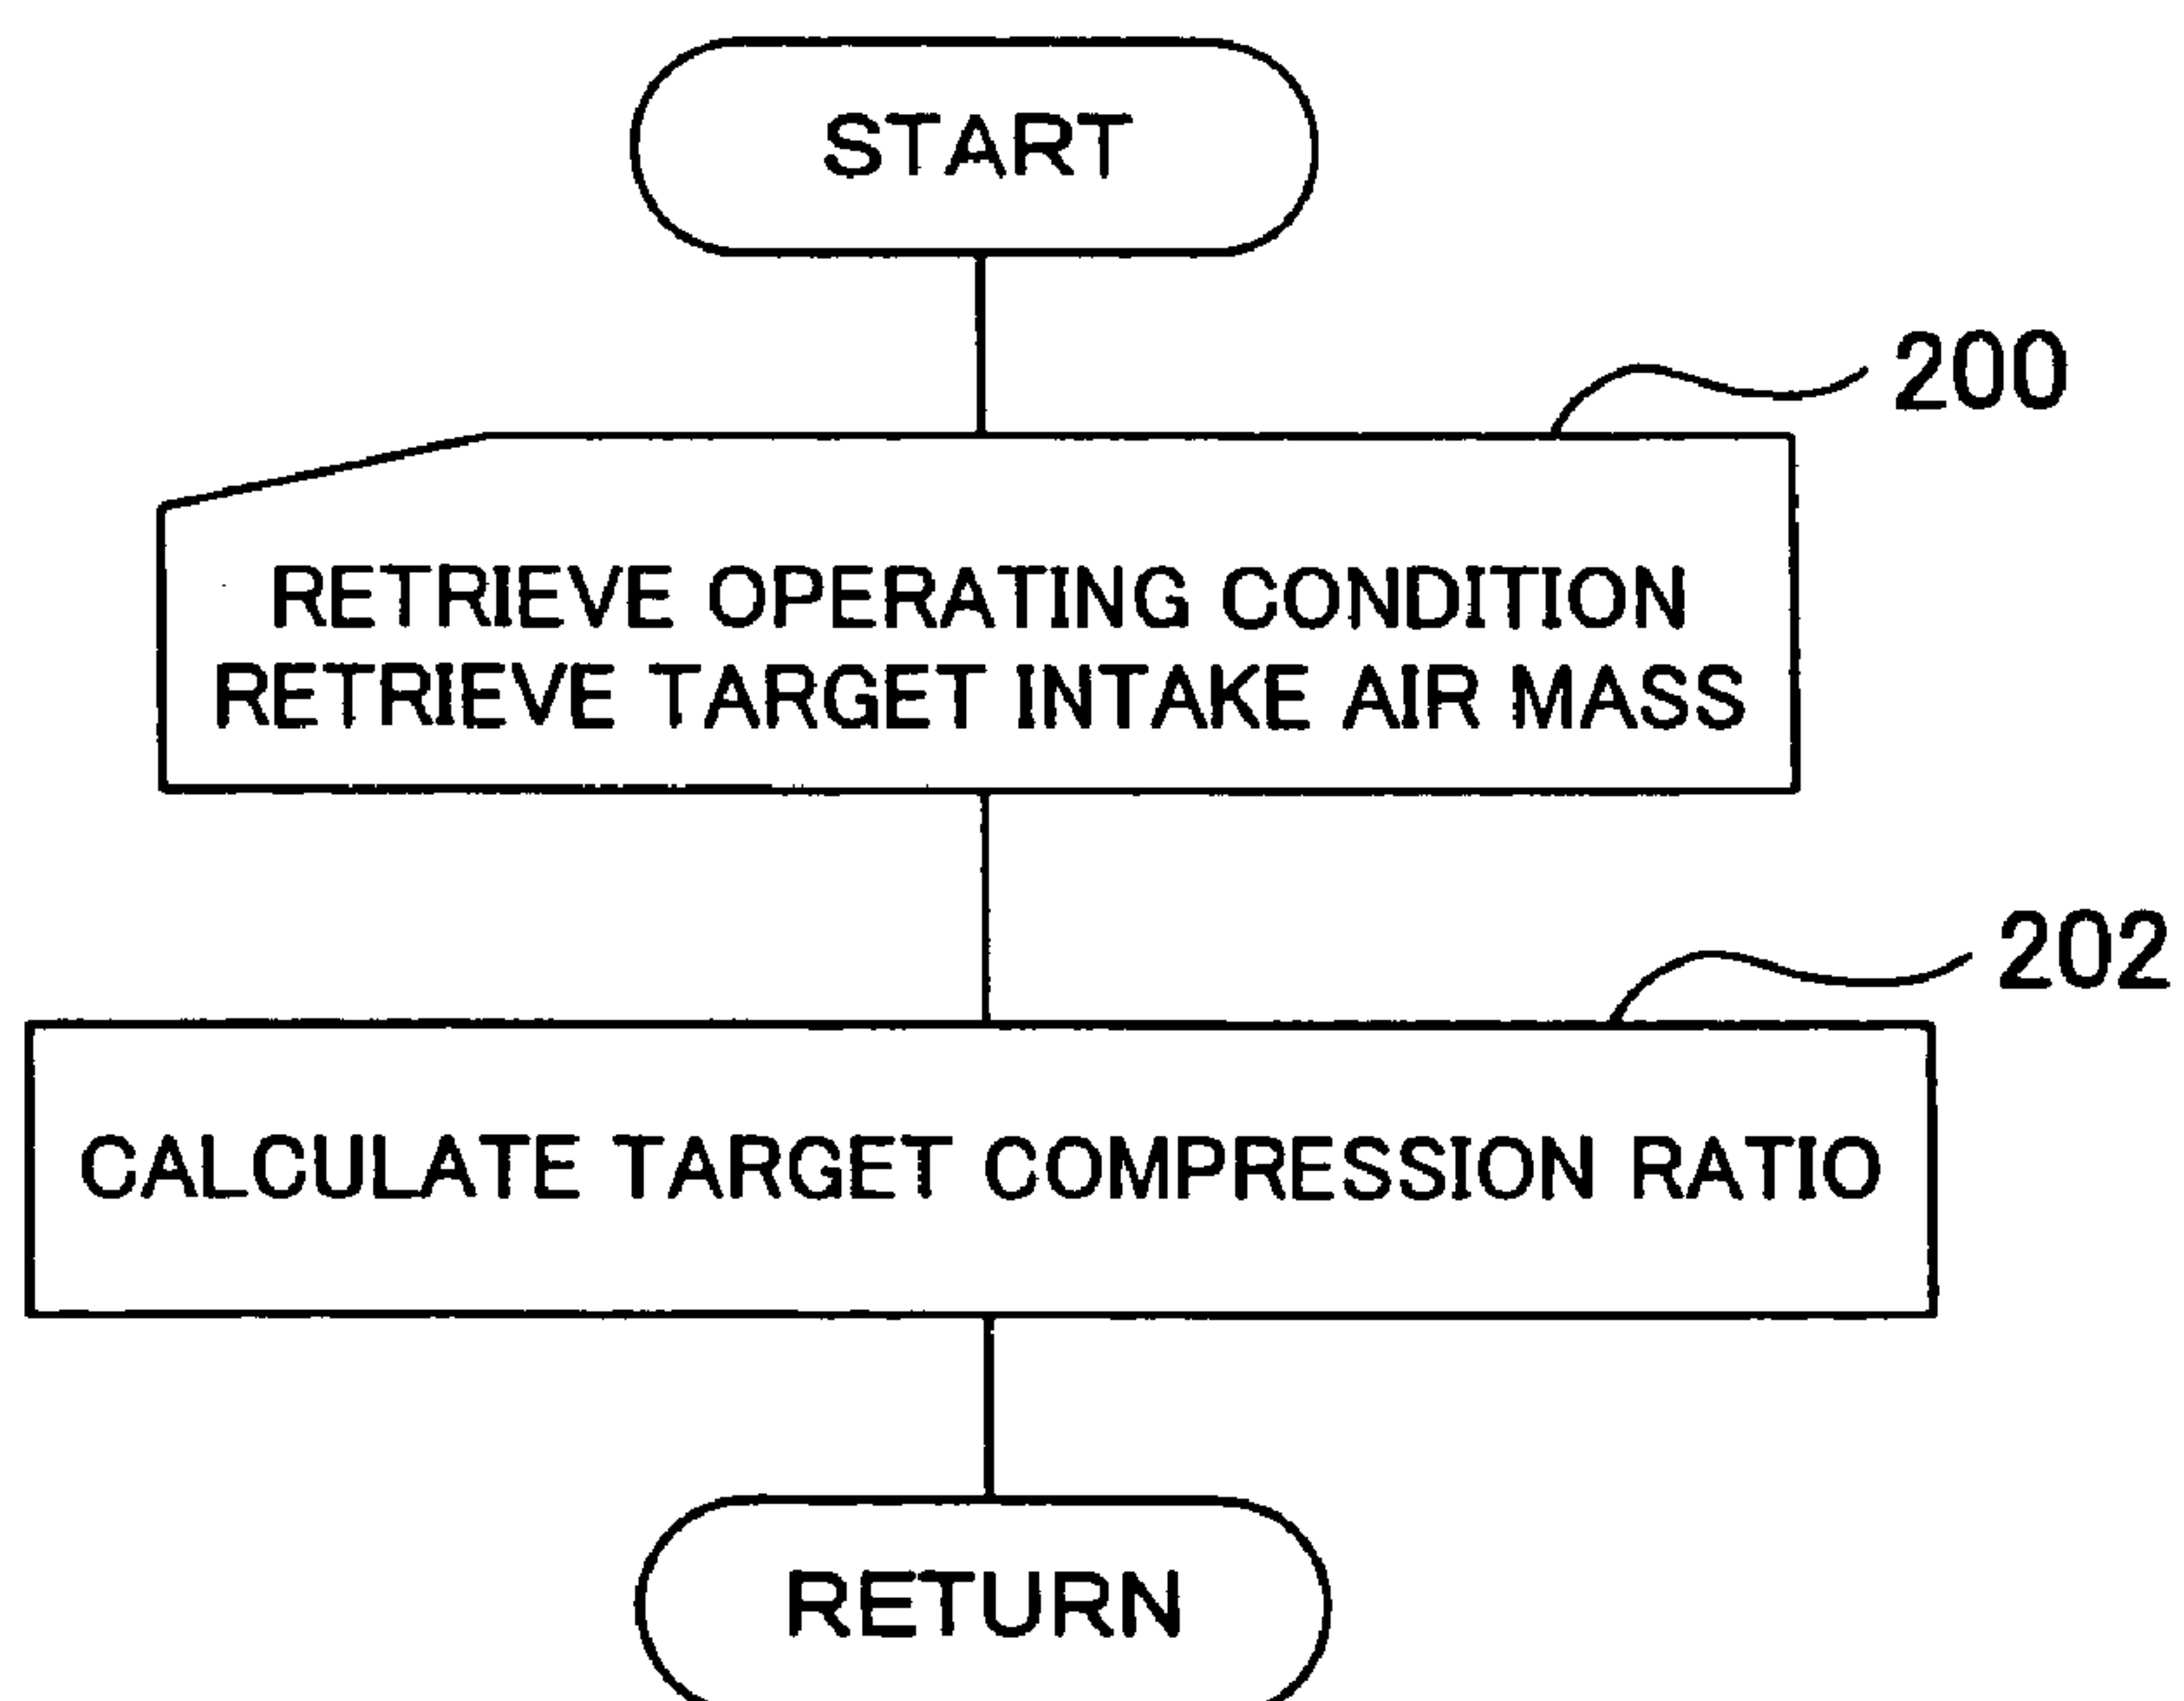 START
200
RETRIEVE OPERATING CONDITION
RETRIEVE TARGET INTAKE AIR MASS
202
CALCULATE TARGET COMPRESSION RATIO
RETURN